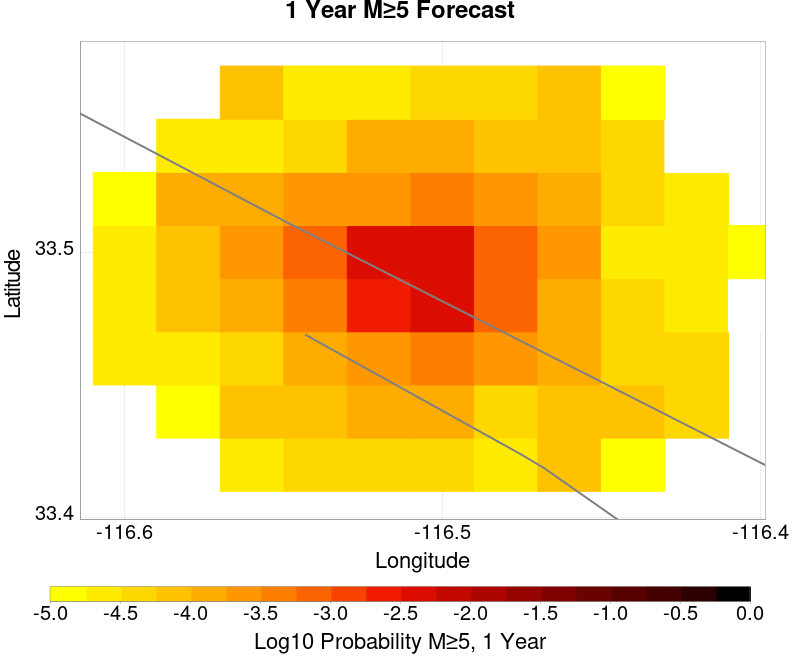 1 Year M≥5 Forecast
Latitude
33.5
33.4
-116.6 -116.5 -116.4
Longitude
-5.0 -4.5 -4.0 -3.5 -3.0 -2.5 -2.0 -1.5 -1.0 -0.5 0.0
Log10 Probability M≥5, 1 Year